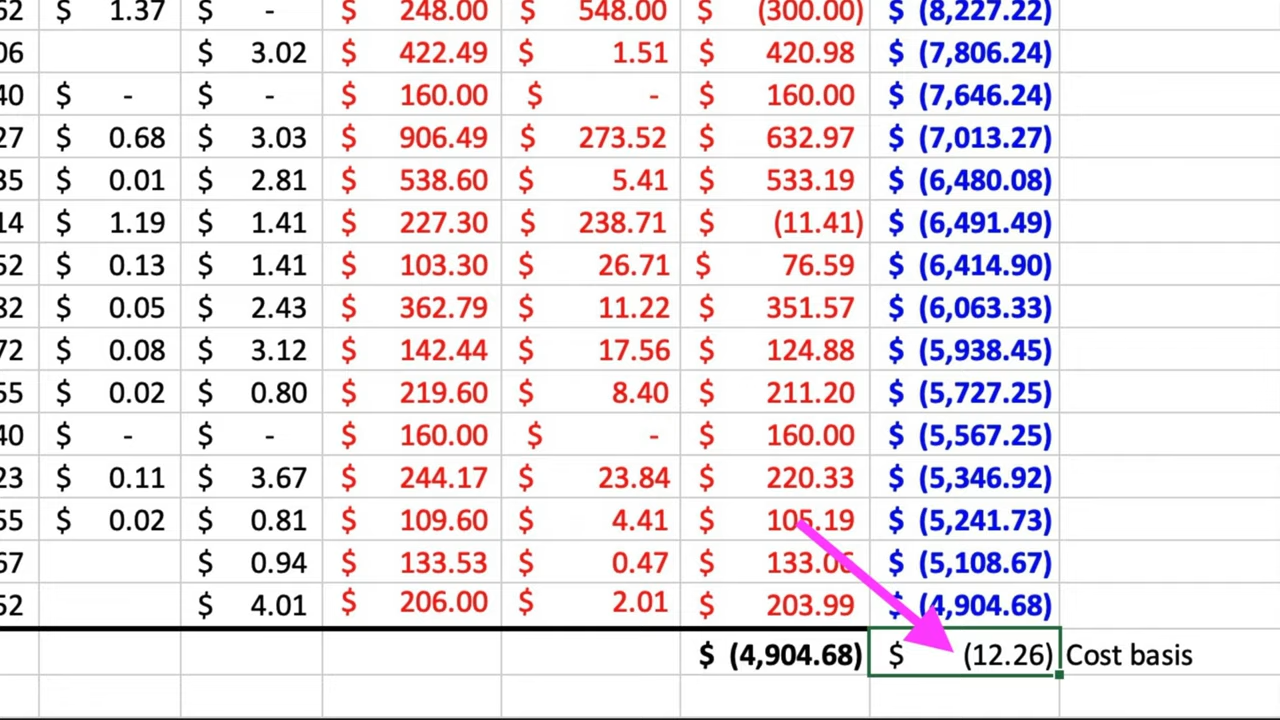 52 $ 1.37 $ - $ 248.00 $ 548.00 $ (300.00) $ (8,227.22)
06 $ 3.02 $ 422.49 $ 1.51 $ 420.98 $ (7,806.24)
40 $ - $ - $ 160.00 $ - $ 160.00 $ (7,646.24)
27 $ 0.68 $ 3.03 $ 906.49 $ 273.52 $ 632.97 $ (7,013.27)
35 $ 0.01 $ 2.81 $ 538.60 $ 5.41 $ 533.19 $ (6,480.08)
14 $ 1.19 $ 1.41 $ 227.30 $ 238.71 $ (11.41) $ (6,491.49)
52 $ 0.13 $ 1.41 $ 103.30 $ 26.71 $ 76.59 $ (6,414.90)
82 $ 0.05 $ 2.43 $ 362.79 $ 11.22 $ 351.57 $ (6,063.33)
72 $ 0.08 $ 3.12 $ 142.44 $ 17.56 $ 124.88 $ (5,938.45)
55 $ 0.02 $ 0.80 $ 219.60 $ 8.40 $ 211.20 $ (5,727.25)
40 $ - $ - $ 160.00 $ - $ 160.00 $ (5,567.25)
23 $ 0.11 $ 3.67 $ 244.17 $ 23.84 $ 220.33 $ (5,346.92)
55 $ 0.02 $ 0.81 $ 109.60 $ 4.41 $ 105.19 $ (5,241.73)
67 $ 0.94 $ 133.53 $ 0.47 $ 133.06 $ (5,108.67)
52 $ 4.01 $ 206.00 $ 2.01 $ 203.99 $ (4,904.68)
$ (4,904.68) $ (12.26) Cost basis